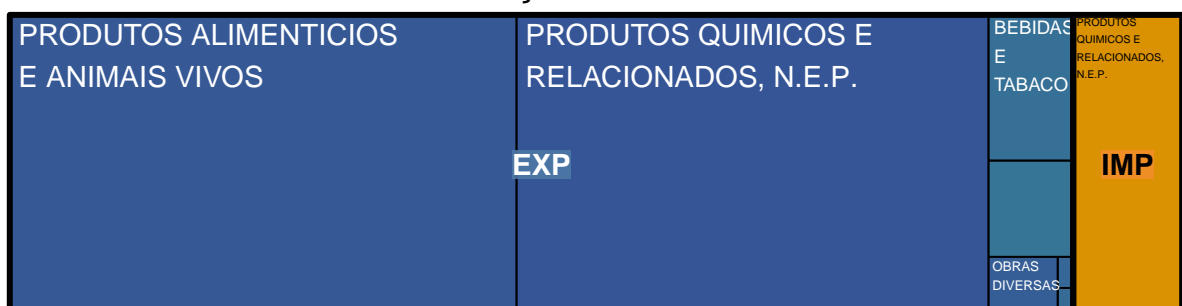 PRODUTOS ALIMENTICIOS
E ANIMAIS VIVOS
PRODUTOS QUIMICOS E
RELACIONADOS, N.E.P.
BEBIDAS
E
TABACO
PRODUTOS
QUIMICOS E
RELACIONADOS,
N.E.P.
EXP
IMP
OBRAS
DIVERSAS